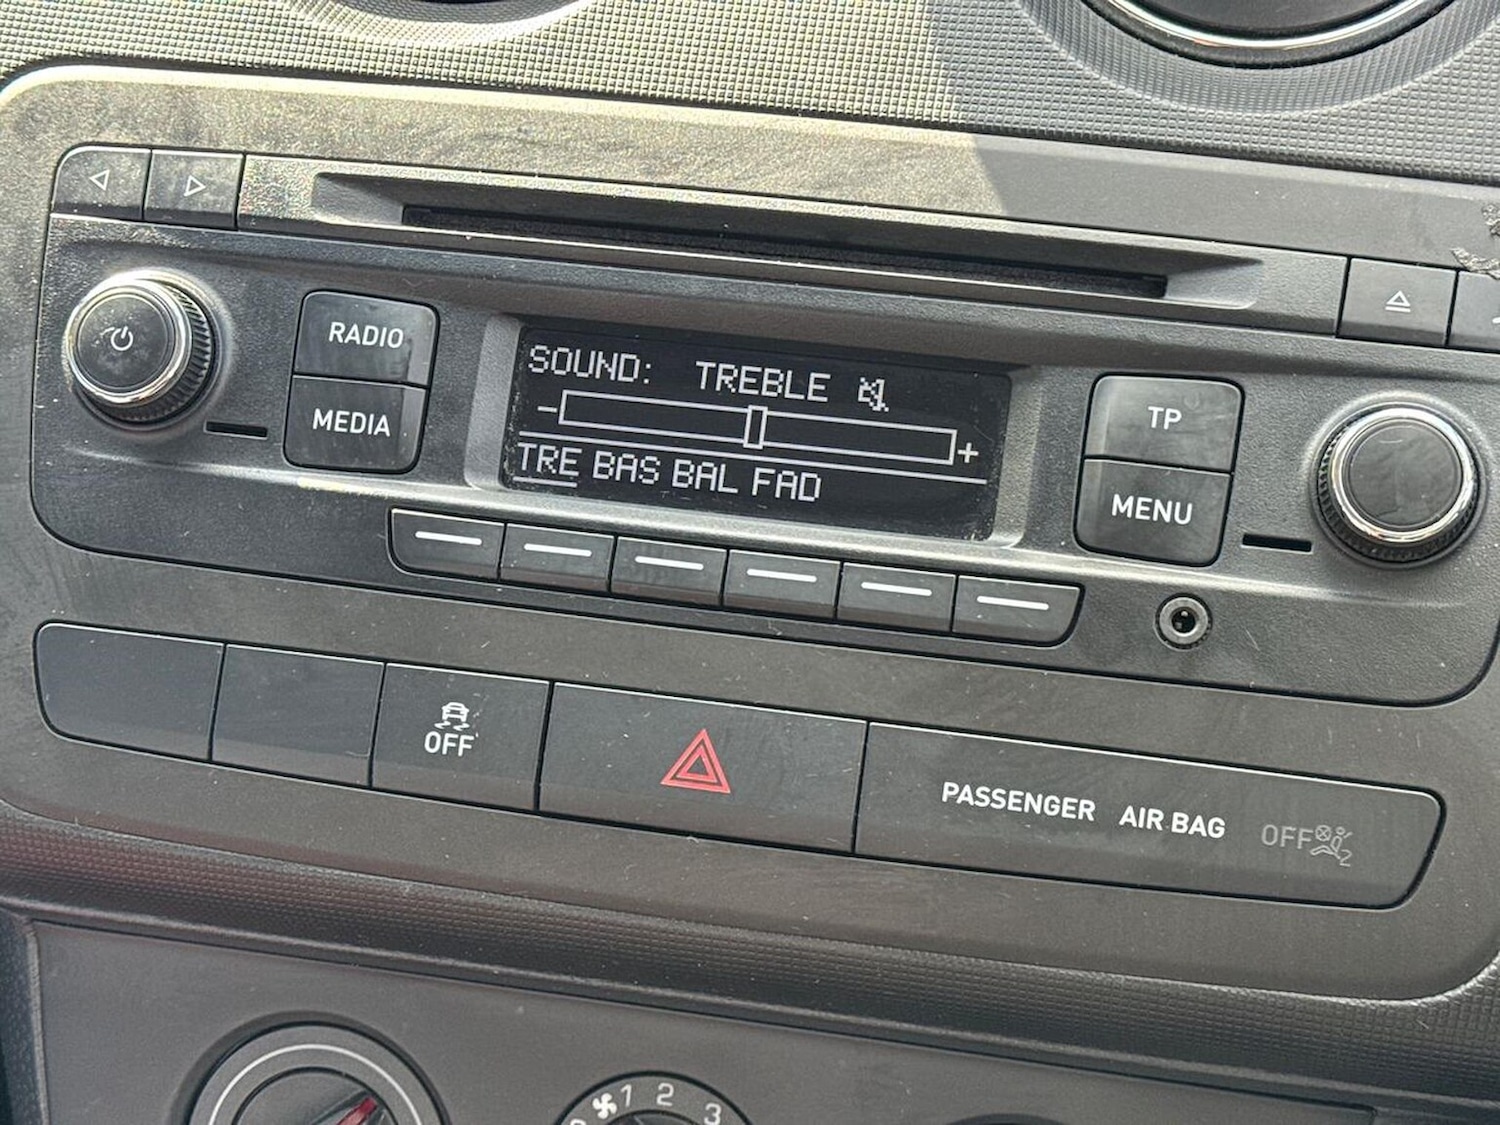 RADIO
MEDIA
SOUND: TREBLE
- +
TRE BAS BAL FAD
TP
MENU
OFF
PASSENGER AIR BAG OFF
1 2 3